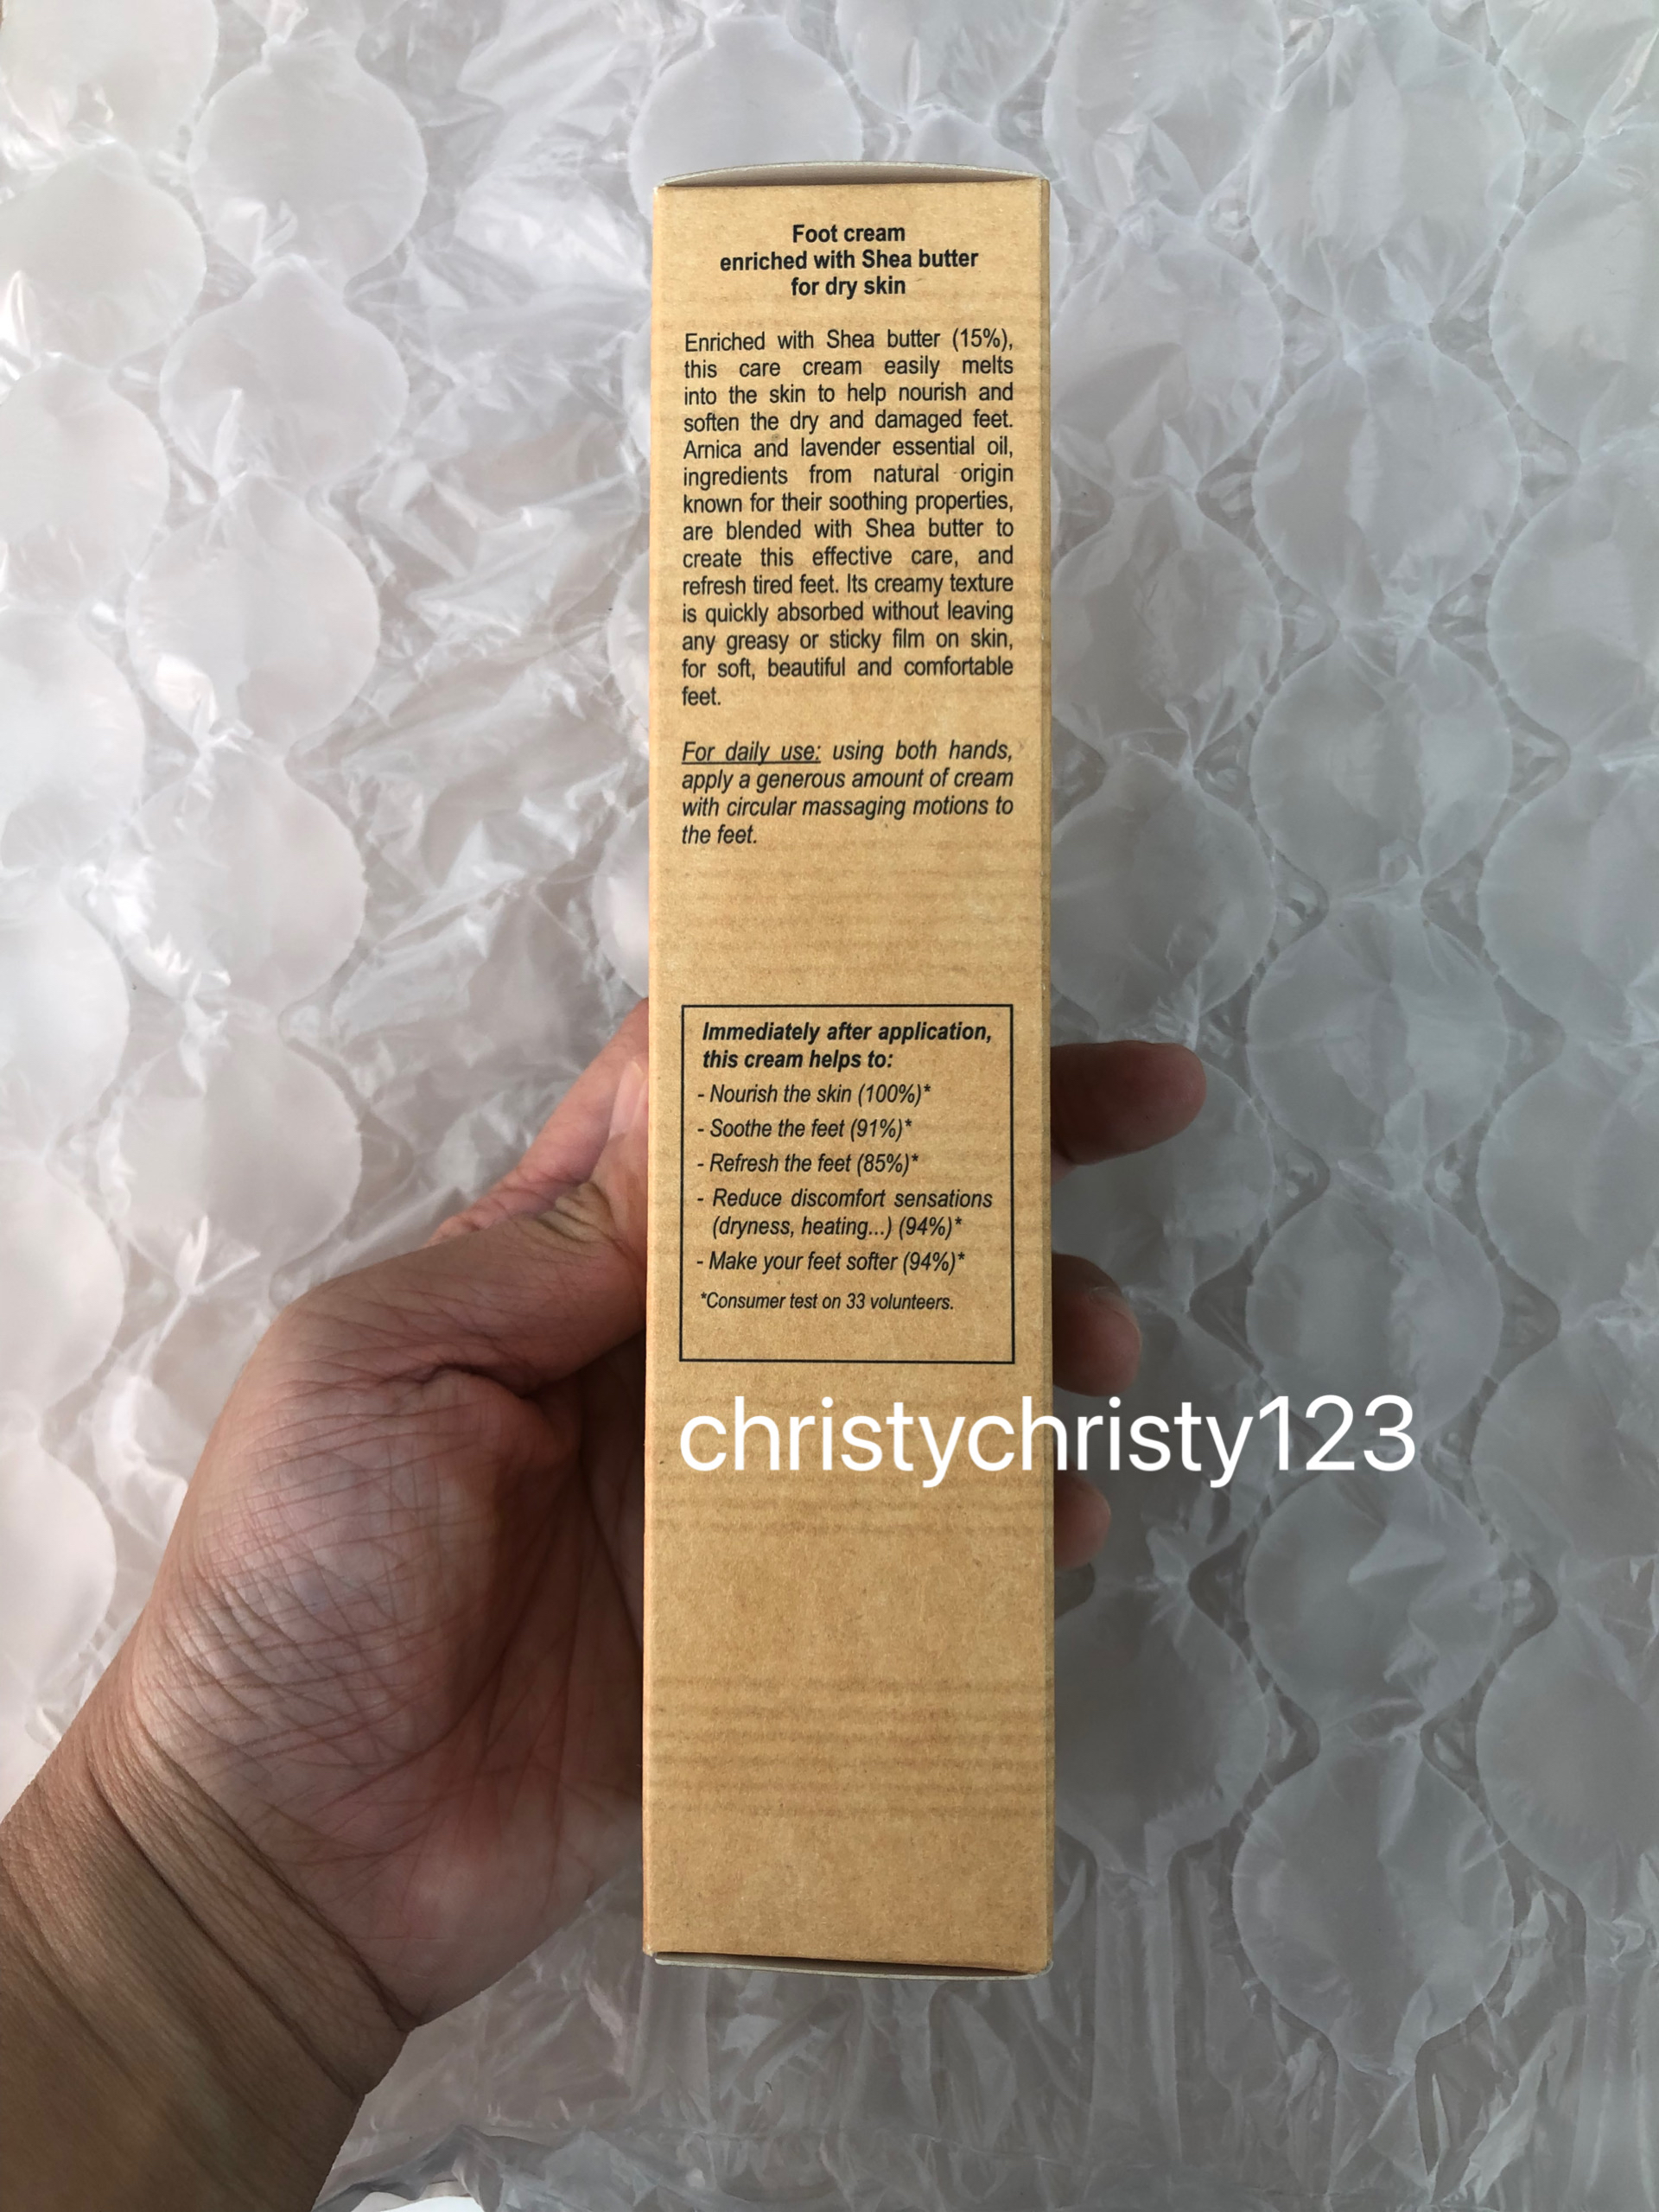 Foot cream
enriched with Shea butter
for dry skin
Enriched with Shea butter (15%),
this care cream easily melts
into the skin to help nourish and
soften the dry and damaged feet.
Arnica and lavender essential oil,
ingredients from natural origin
known for their soothing properties,
are blended with Shea butter to
create this effective care, and
refresh tired feet. Its creamy texture
is quickly absorbed without leaving
any greasy or sticky film on skin,
for soft, beautiful and comfortable
feet.
For daily use: using both hands,
apply a generous amount of cream
with circular massaging motions to
the feet.
Immediately after application,
this cream helps to:
- Nourish the skin (100%)*
- Soothe the feet (91%)*
- Refresh the feet (85%)*
- Reduce discomfort sensations
(dryness, heating...) (94%)*
- Make your feet softer (94%)*
*Consumer test on 33 volunteers.
christychristy123